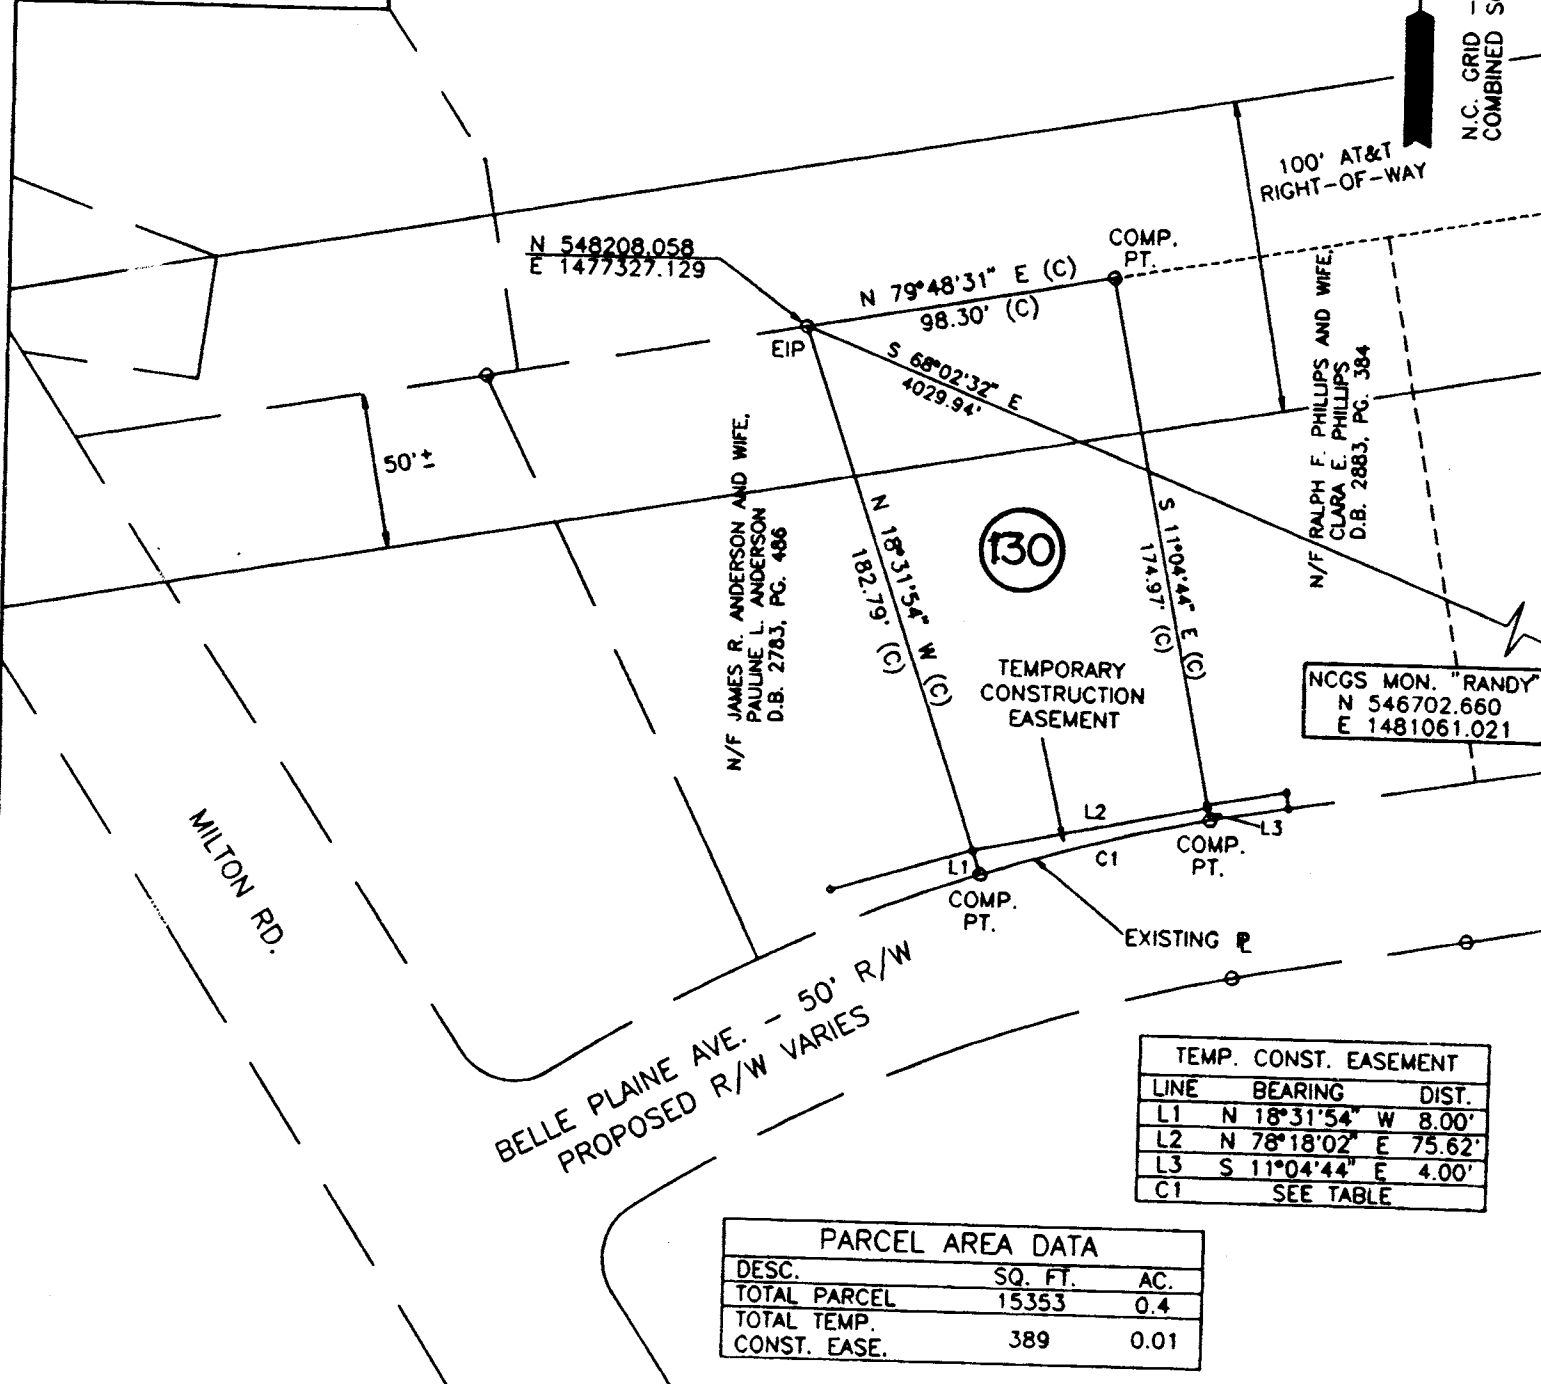 N.C. GRID -
COMBINED
100' AT&T
RIGHT-OF-WAY
N 548208.058
E 1477327.129
COMP.
PT.
N 79°48'31" E (C)
98.30' (C)
EIP
S 68°02'32" E
4029.94'
N/F RALPH F. PHILLIPS AND WIFE,
CLARA E. PHILLIPS
D.B. 2883, PG. 384
50'±
N/F JAMES R. ANDERSON AND WIFE,
PAULINE L. ANDERSON
D.B. 2783, PG. 486
N 18°31'54" W (C)
182.79' (C)
130
S 11°04'44" E (C)
174.97' (C)
TEMPORARY
CONSTRUCTION
EASEMENT
NCGS MON. "RANDY"
N 546702.660
E 1481061.021
MILTON RD.
L2
L3
L1
C1
COMP.
PT.
COMP.
PT.
EXISTING PL
BELLE PLAINE AVE. - 50' R/W
PROPOSED R/W VARIES
TEMP. CONST. EASEMENT
LINE BEARING DIST.
L1 N 18°31'54" W 8.00'
L2 N 78°18'02" E 75.62'
L3 S 11°04'44" E 4.00'
C1 SEE TABLE
PARCEL AREA DATA
DESC. SQ. FT. AC.
TOTAL PARCEL 15353 0.4
TOTAL TEMP.
CONST. EASE. 389 0.01